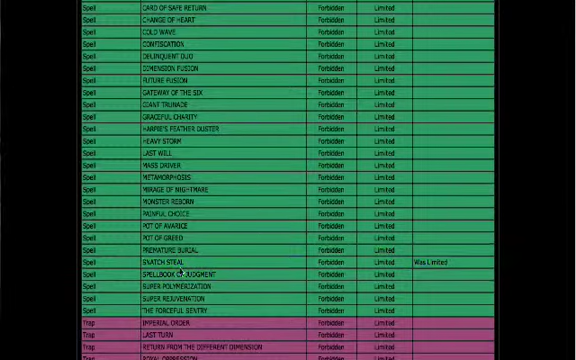 Spell CARD OF SAFE RETURN Forbidden Limited
Spell CHANGE OF HEART Forbidden Limited
Spell COLD WAVE Forbidden Limited
Spell CONFISCATION Forbidden Limited
Spell DELINQUENT DUO Forbidden Limited
Spell DIMENSION FUSION Forbidden Limited
Spell FUTURE FUSION Forbidden Limited
Spell GATEWAY OF THE SIX Forbidden Limited
Spell GIANT TRUNADE Forbidden Limited
Spell GRACEFUL CHARITY Forbidden Limited
Spell HARPIE'S FEATHER DUSTER Forbidden Limited
Spell HEAVY STORM Forbidden Limited
Spell LAST WILL Forbidden Limited
Spell MASS DRIVER Forbidden Limited
Spell METAMORPHOSIS Forbidden Limited
Spell MIRAGE OF NIGHTMARE Forbidden Limited
Spell MONSTER REBORN Forbidden Limited
Spell PAINFUL CHOICE Forbidden Limited
Spell POT OF AVARICE Forbidden Limited
Spell POT OF GREED Forbidden Limited
Spell PREMATURE BURIAL Forbidden Limited
Spell SNATCH STEAL Forbidden Limited Was Limited
Spell SPELLBOOK OF JUDGMENT Forbidden Limited
Spell SUPER POLYMERIZATION Forbidden Limited
Spell SUPER REJUVENATION Forbidden Limited
Spell THE FORCEFUL SENTRY Forbidden Limited
Trap IMPERIAL ORDER Forbidden Limited
Trap LAST TURN Forbidden Limited
Trap RETURN FROM THE DIFFERENT DIMENSION Forbidden Limited
Trap ROYAL OPPRESSION Forbidden Limited